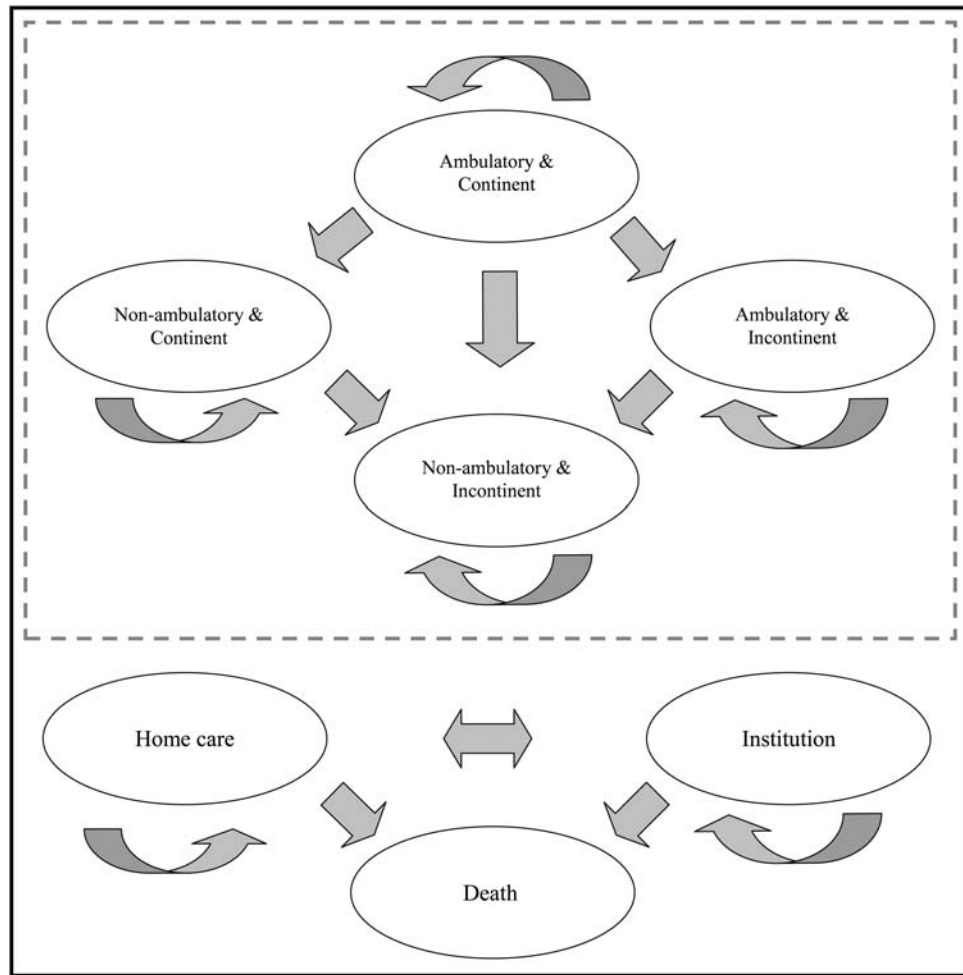 Ambulatory &
Continent
Non-ambulatory &
Continent
Ambulatory &
Incontinent
Non-ambulatory &
Incontinent
Home care
Institution
Death